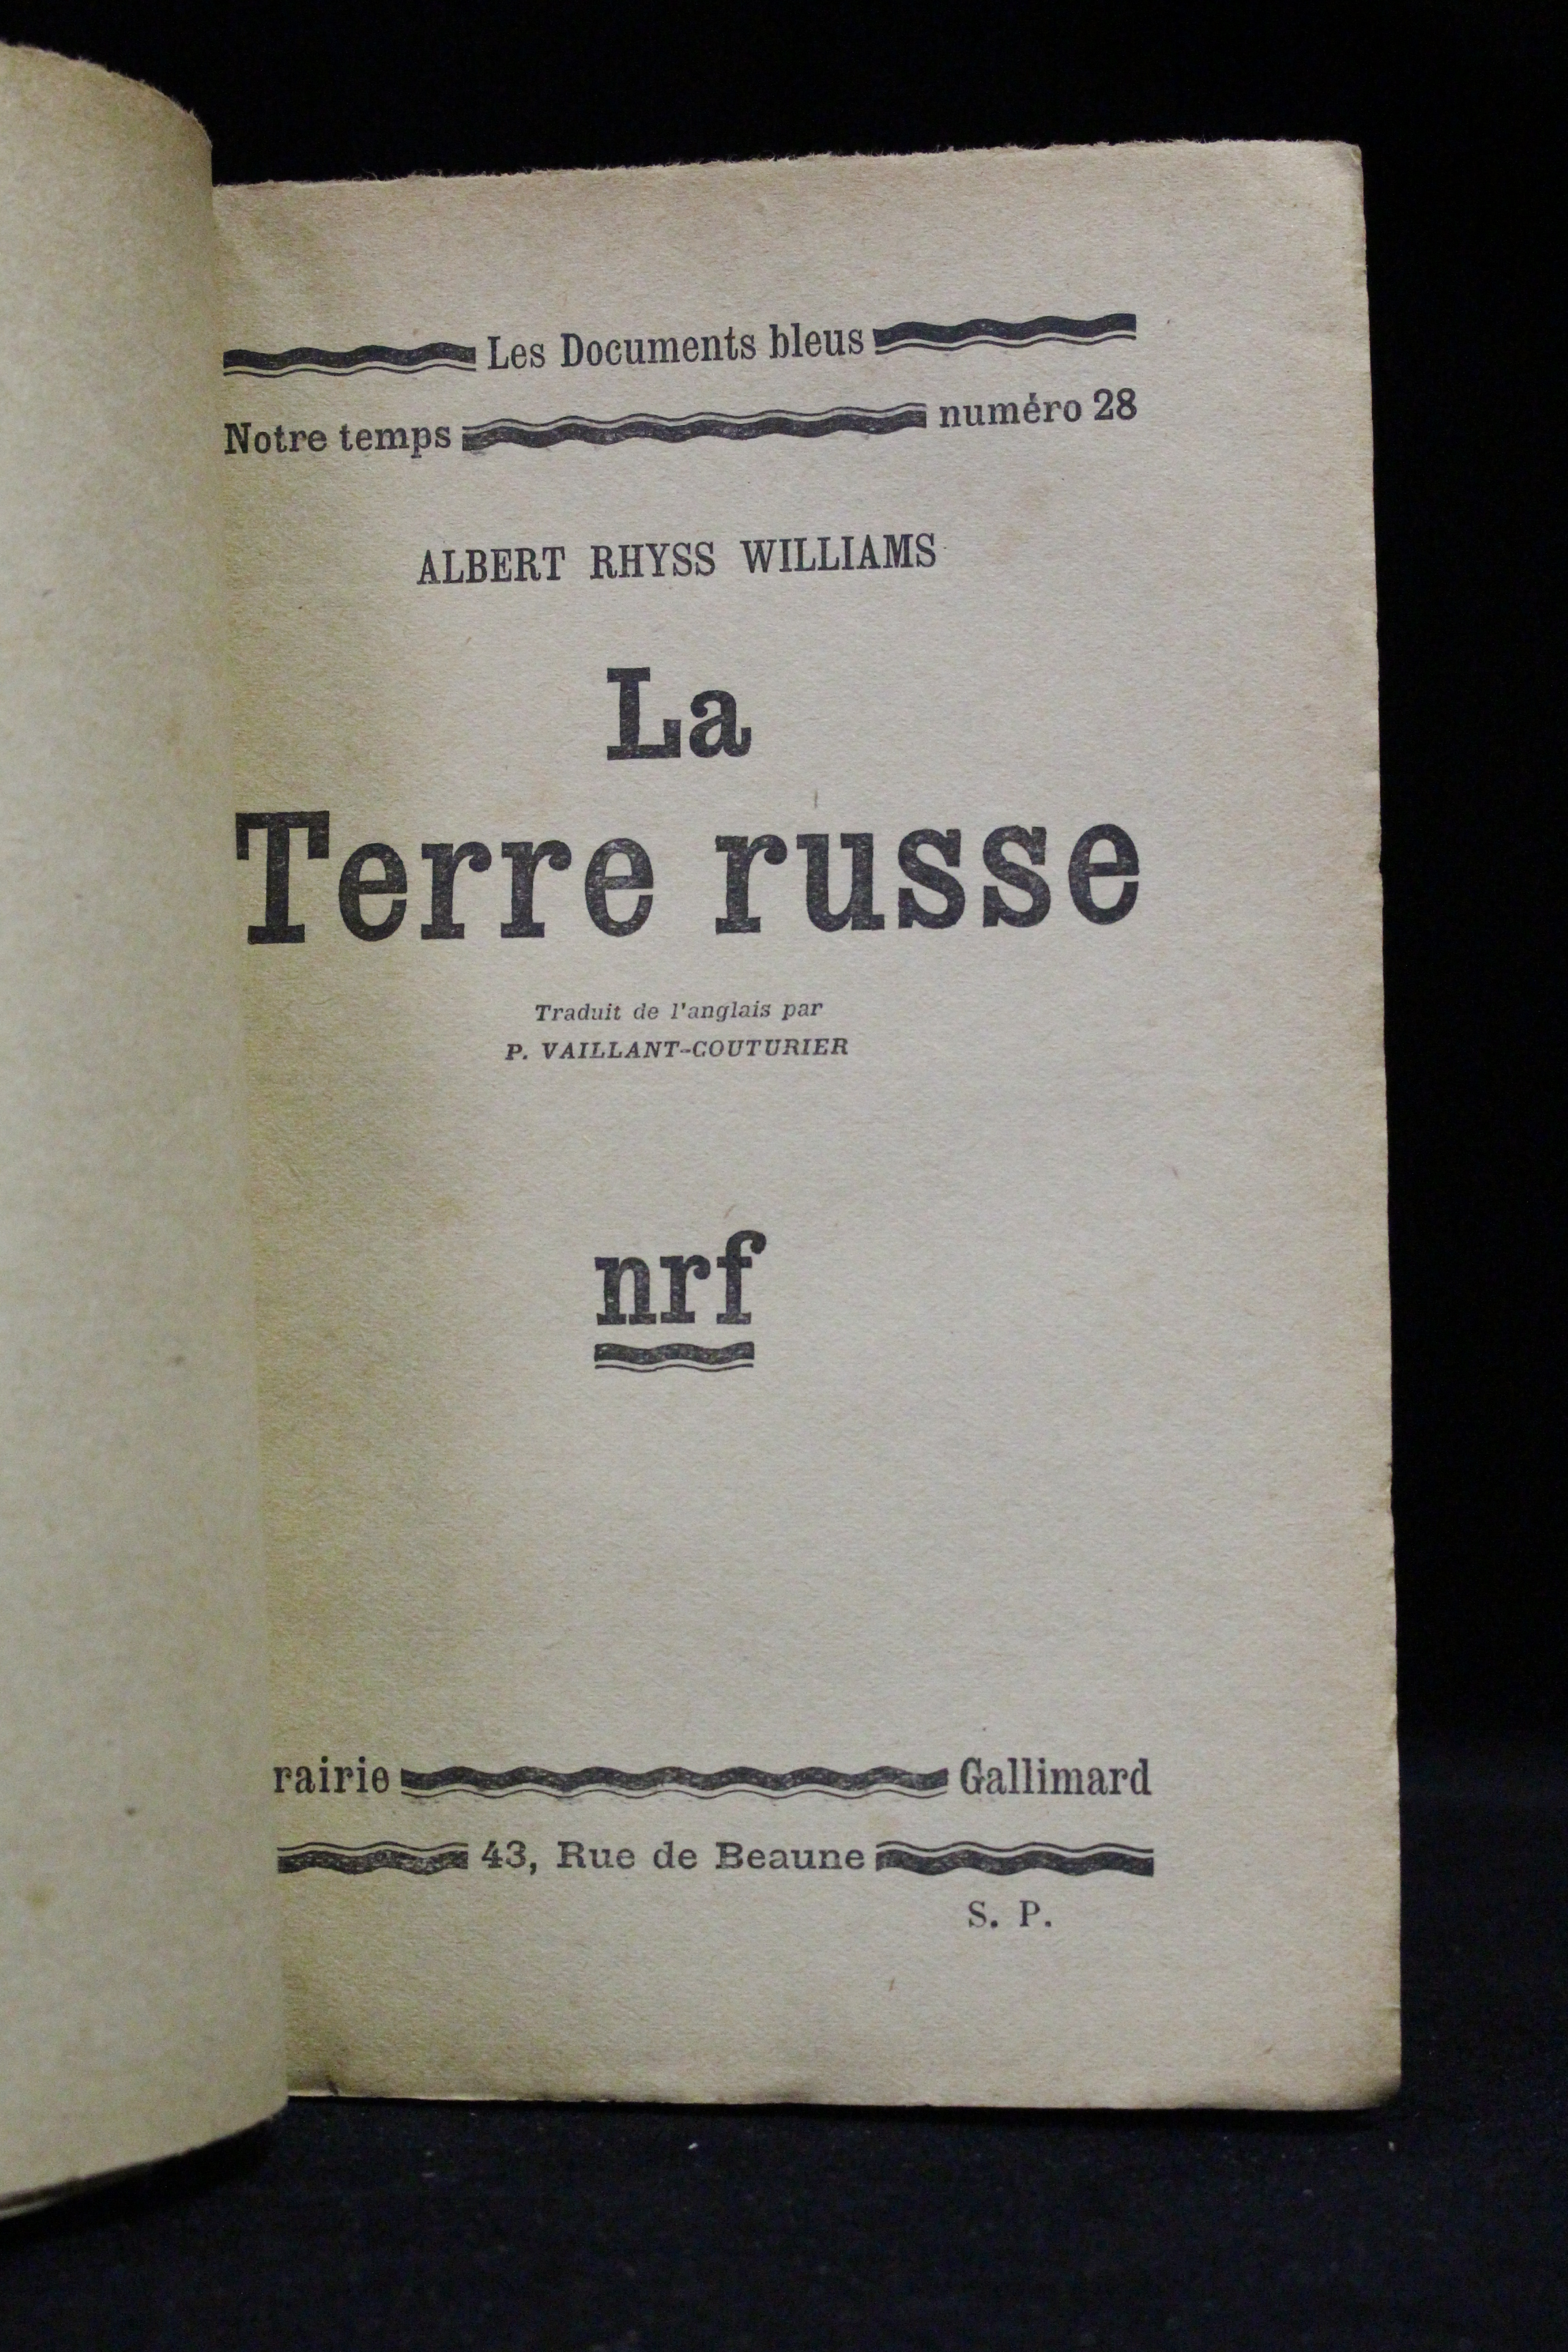 Les Documents bleus
Notre temps numéro 28
ALBERT RHYSS WILLIAMS
La
Terre russe
Traduit de l'anglais par
P. VAILLANT-COUTURIER
nrf
rairie Gallimard
43, Rue de Beaune
S. P.